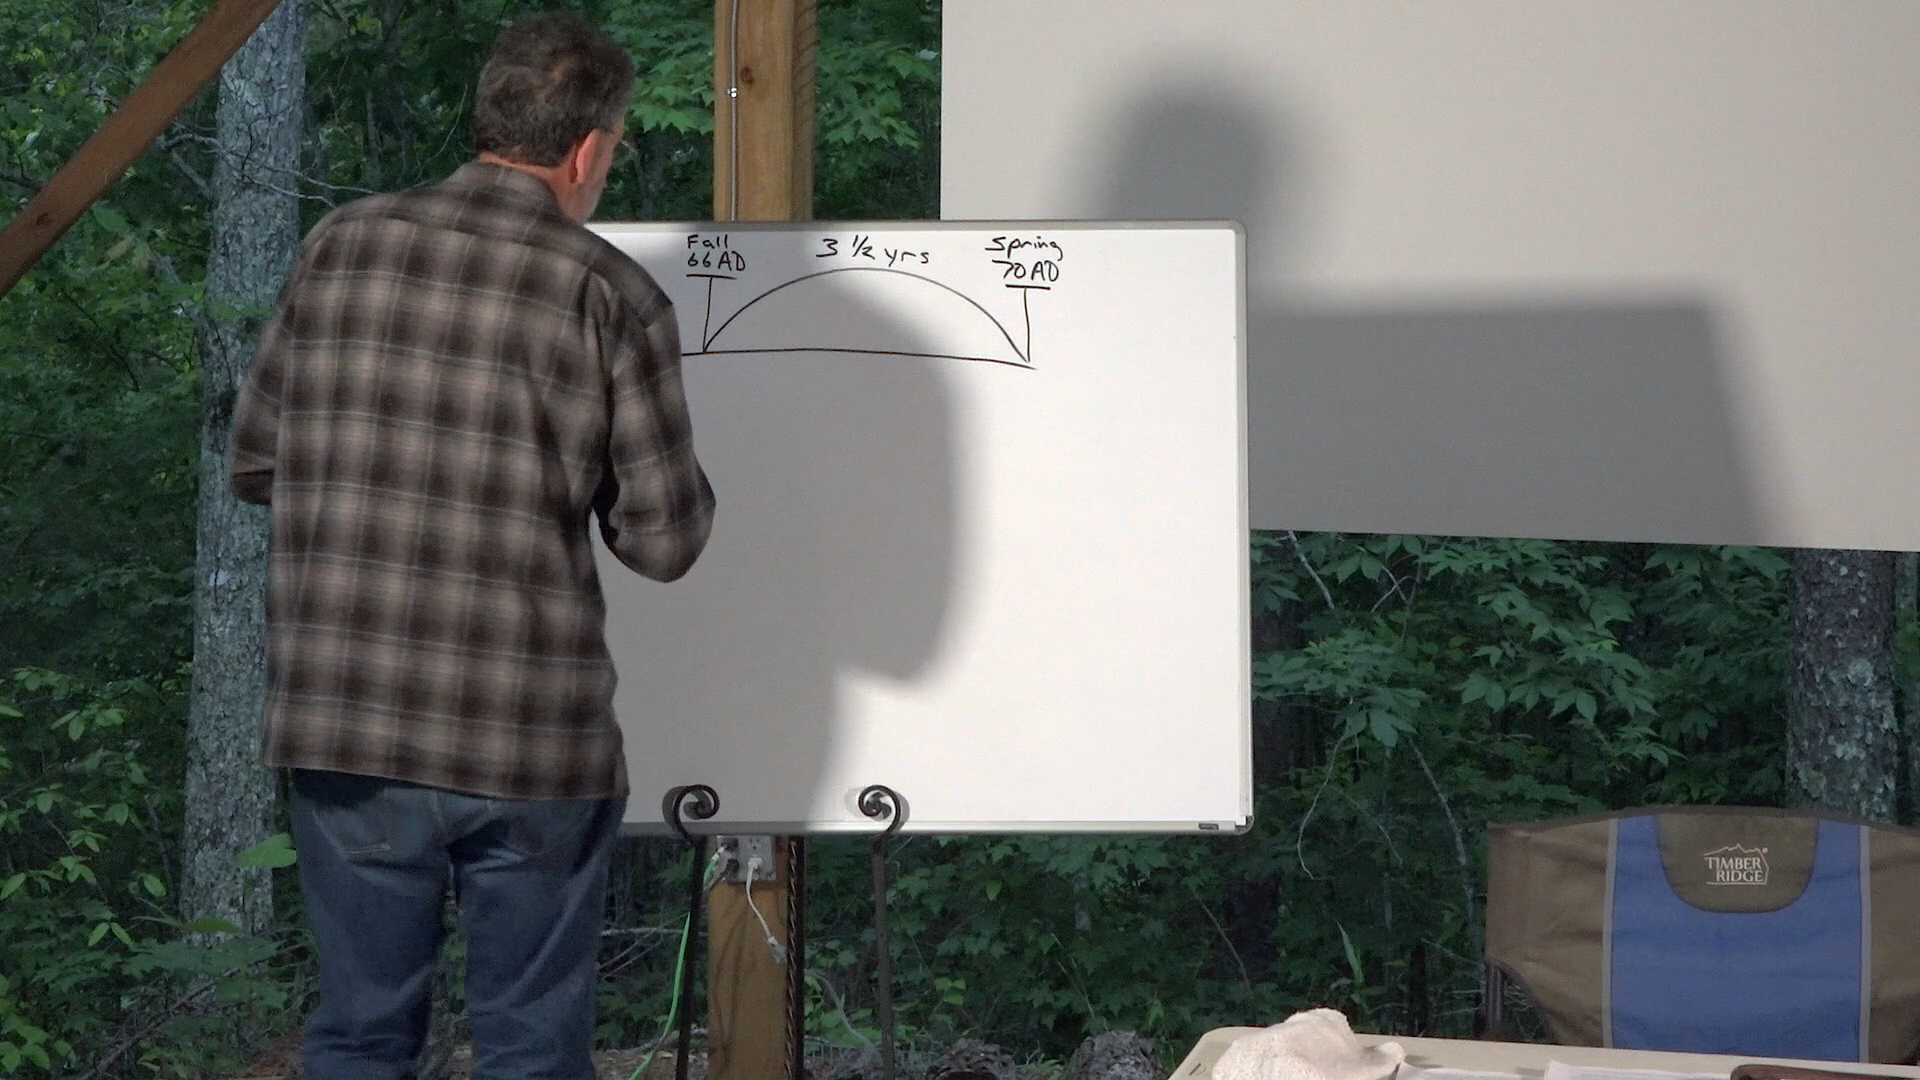 Fall
66 AD
3 ½ yrs
Spring
70 AD
TIMBER
RIDGE